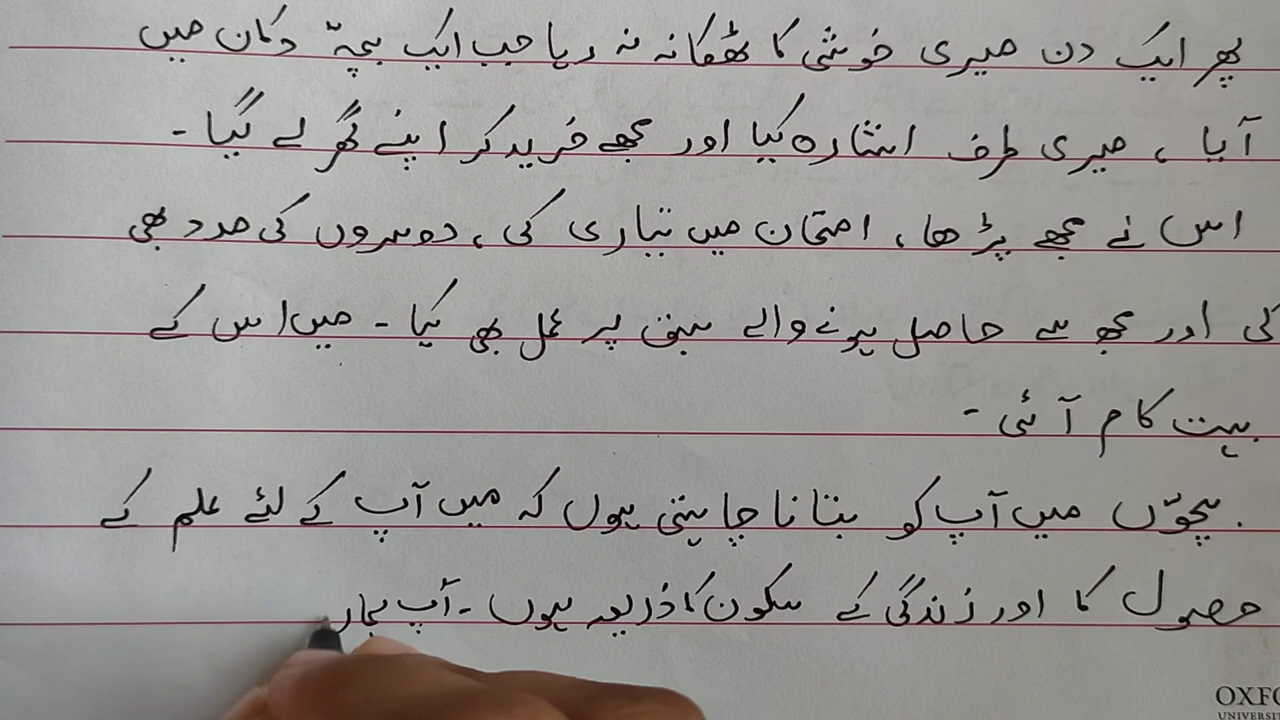 پھر ایک دن میری خوشی کا ٹھکانہ نہ رہا جب ایک بچہّ دکان میں
آیا ، میری طرف اشارہ کیا اور مجھے خرید کر اپنے گھر لے گیا ۔
اس نے مجھے پڑھا، امتحان میں تیاری کی، دوسروں کی مدد بھی
کی اور مجھ سے حاصل ہونے والے سبق پر عمل بھی کیا ۔ میں اس کے
بہت کام آئی ۔
بچوّں میں آپ کو بتانا چاہتی ہوں کہ میں آپ کے لئے علم کے
حصول کا اور زندگی کے سکون کا ذریعہ ہوں ۔ آپ
OXFO
UNIVERSIT